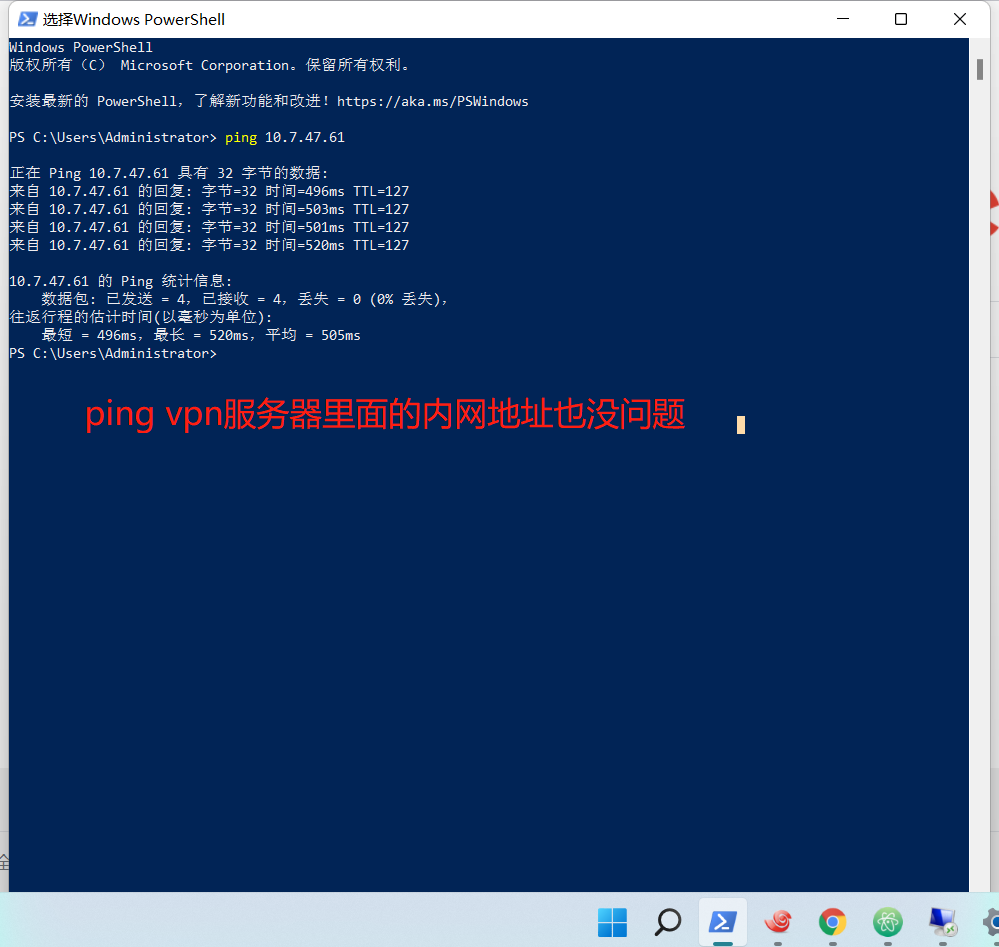 选择Windows PowerShell
Windows PowerShell
版权所有（C） Microsoft Corporation。保留所有权利。
安装最新的 PowerShell，了解新功能和改进！https://aka.ms/PSWindows
PS C:\Users\Administrator> ping 10.7.47.61
正在 Ping 10.7.47.61 具有 32 字节的数据:
来自 10.7.47.61 的回复: 字节=32 时间=496ms TTL=127
来自 10.7.47.61 的回复: 字节=32 时间=503ms TTL=127
来自 10.7.47.61 的回复: 字节=32 时间=501ms TTL=127
来自 10.7.47.61 的回复: 字节=32 时间=520ms TTL=127
10.7.47.61 的 Ping 统计信息:
数据包: 已发送 = 4，已接收 = 4，丢失 = 0 (0% 丢失)，
往返行程的估计时间(以毫秒为单位):
最短 = 496ms，最长 = 520ms，平均 = 505ms
PS C:\Users\Administrator>
ping vpn服务器里面的内网地址也没问题